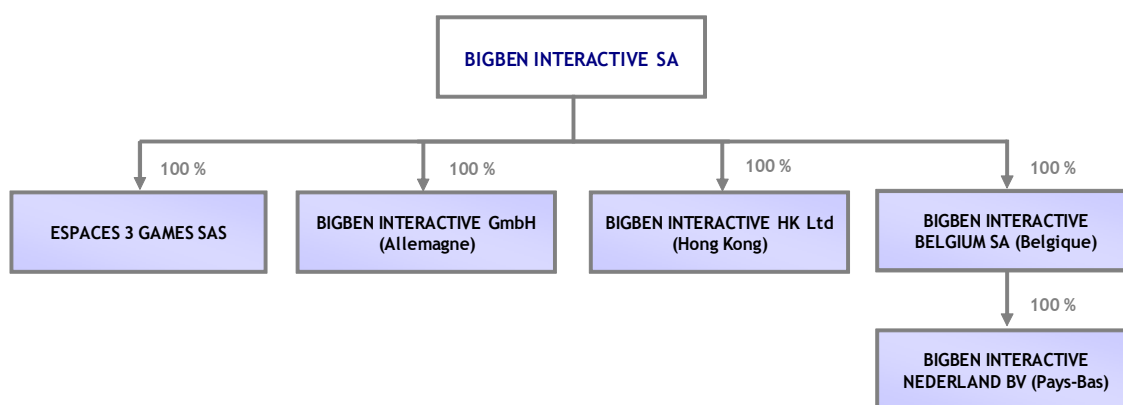 BIGBEN INTERACTIVE SA
100 %
100 %
100 %
100 %
ESPACES 3 GAMES SAS
BIGBEN INTERACTIVE GmbH
(Allemagne)
BIGBEN INTERACTIVE HK Ltd
(Hong Kong)
BIGBEN INTERACTIVE
BELGIUM SA (Belgique)
100 %
BIGBEN INTERACTIVE
NEDERLAND BV (Pays-Bas)